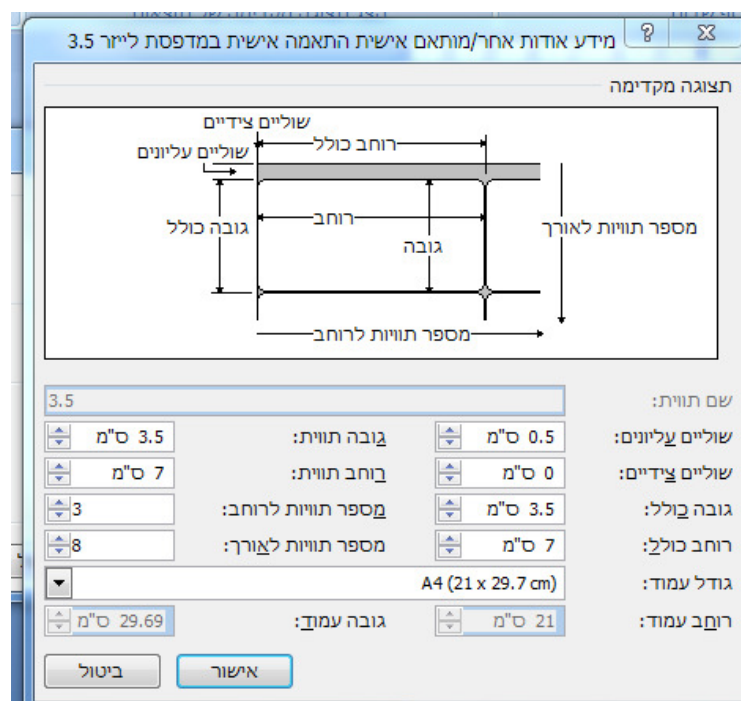 מידע אודות אחר/מותאם אישית התאמה אישית במדפסת לייזר 3.5
תצוגה מקדימה
שוליים צידיים
רוחב כולל
שוליים עליונים
רוחב
גובה כולל
גובה
מספר תוויות לאורך
מספר תוויות לרוחב
שם תווית: 3.5
שוליים עליונים: 0.5 ס"מ גובה תווית: 3.5 ס"מ
שוליים צידיים: 0 ס"מ רוחב תווית: 7 ס"מ
גובה כולל: 3.5 ס"מ מספר תוויות לרוחב: 3
רוחב כולל: 7 ס"מ מספר תוויות לאורך: 8
גודל עמוד: A4 (21 x 29.7 cm)
רוחב עמוד: 21 ס"מ גובה עמוד: 29.69 ס"מ
אישור ביטול